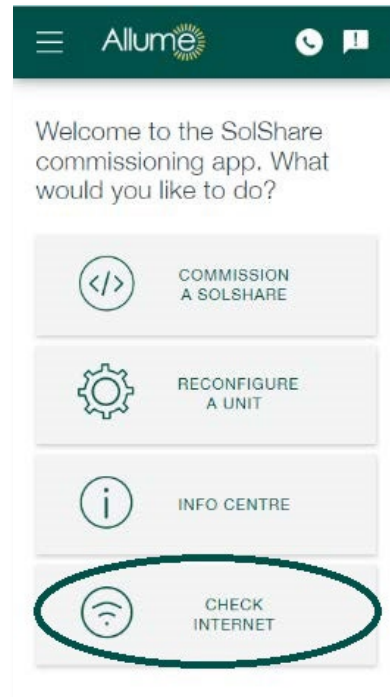 Allume
Welcome to the SolShare
commissioning app. What
would you like to do?
</>
COMMISSION
A SOLSHARE
RECONFIGURE
A UNIT
i
INFO CENTRE
CHECK
INTERNET